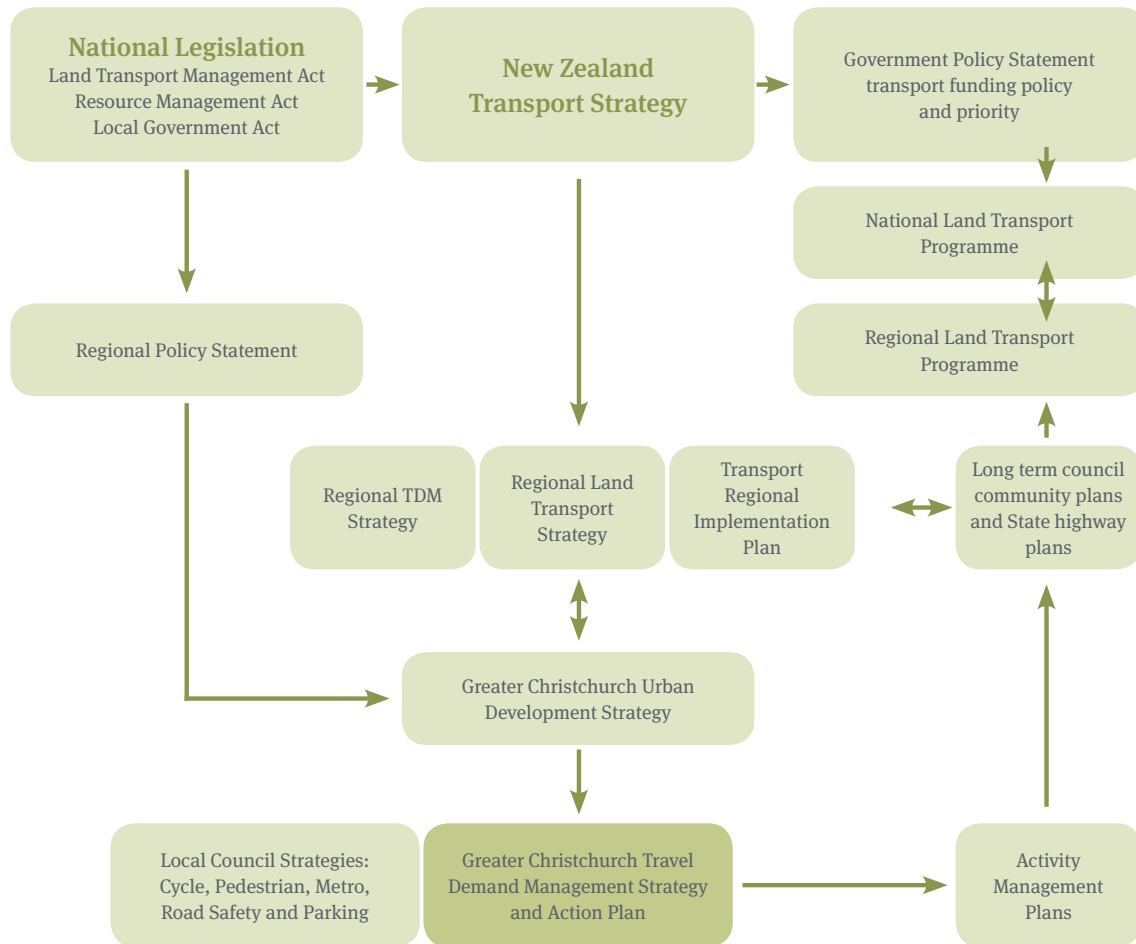 National Legislation
Land Transport Management Act
Resource Management Act
Local Government Act
New Zealand
Transport Strategy
Government Policy Statement
transport funding policy
and priority
National Land Transport
Programme
Regional Policy Statement
Regional Land Transport
Programme
Regional TDM
Strategy
Regional Land
Transport
Strategy
Transport
Regional
Implementation
Plan
Long term council
community plans
and State highway
plans
Greater Christchurch Urban
Development Strategy
Local Council Strategies:
Cycle, Pedestrian, Metro,
Road Safety and Parking
Greater Christchurch Travel
Demand Management Strategy
and Action Plan
Activity
Management
Plans